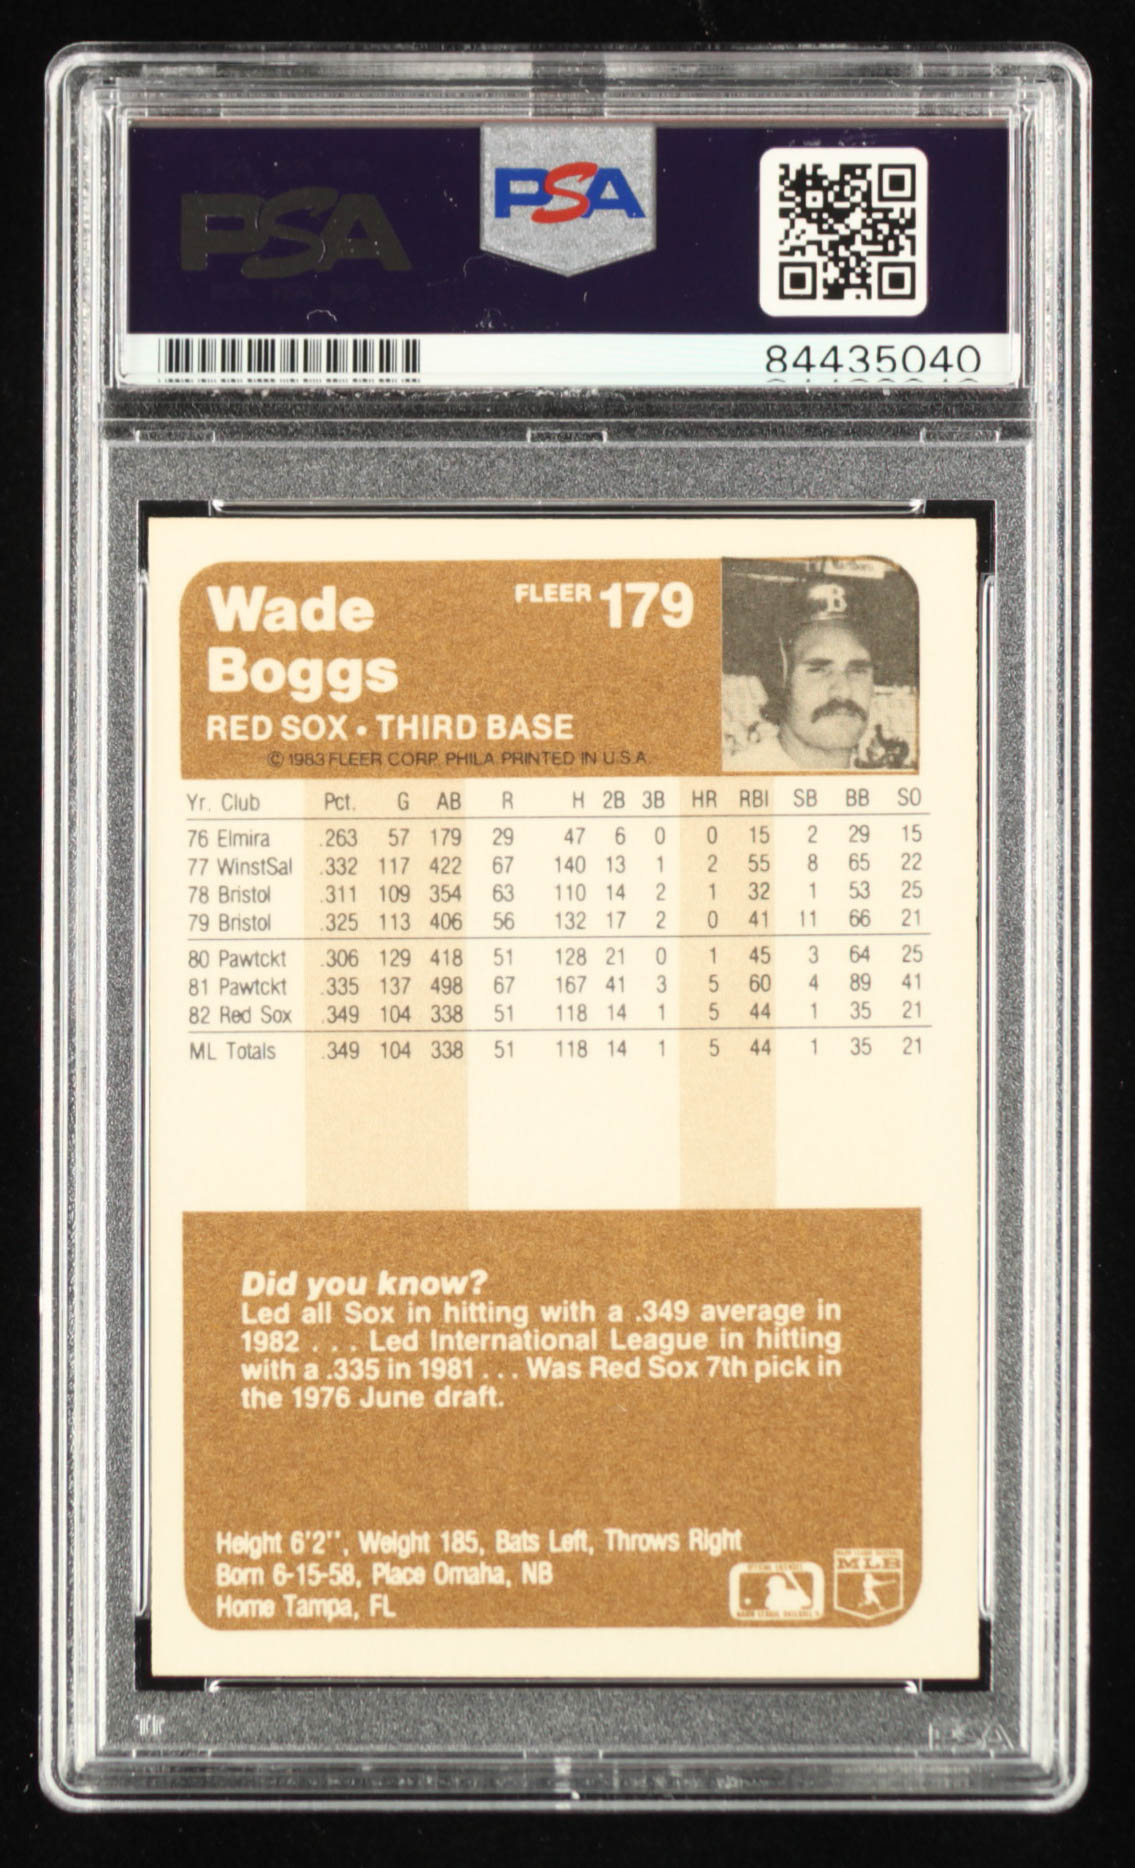 PSA
PSA
84435040
Wade
Boggs
FLEER 179
RED SOX • THIRD BASE
© 1983 FLEER CORP. PHILA. PRINTED IN U.S.A.
Yr. Club Pct. G AB R H 2B 3B HR RBI SB BB SO
76 Elmira .263 57 179 29 47 6 0 0 15 2 29 15
77 WinstSal .332 117 422 67 140 13 1 2 55 8 65 22
78 Bristol .311 109 354 63 110 14 2 1 32 1 53 25
79 Bristol .325 113 406 56 132 17 2 0 41 11 66 21
80 Pawtckt .306 129 418 51 128 21 0 1 45 3 64 25
81 Pawtckt .335 137 498 67 167 41 3 5 60 4 89 41
82 Red Sox .349 104 338 51 118 14 1 5 44 1 35 21
ML Totals .349 104 338 51 118 14 1 5 44 1 35 21
Did you know?
Led all Sox in hitting with a .349 average in
1982 . . . Led International League in hitting
with a .335 in 1981 . . . Was Red Sox 7th pick in
the 1976 June draft.
Height 6'2", Weight 185, Bats Left, Throws Right
Born 6-15-58, Place Omaha, NB
Home Tampa, FL
MLB
PSA